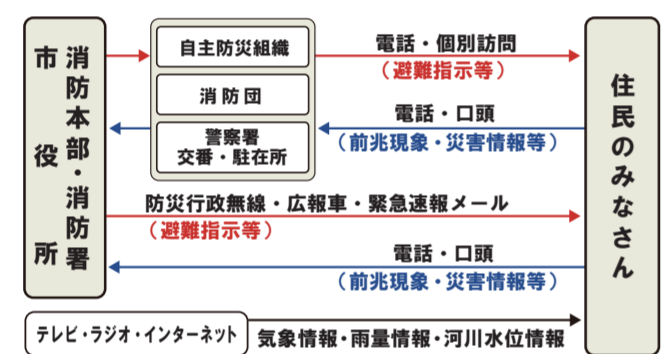 市役所
消防本部・消防署
自主防災組織
消防団
警察署
交番・駐在所
電話・個別訪問
（避難指示等）
電話・口頭
（前兆現象・災害情報等）
防災行政無線・広報車・緊急速報メール
（避難指示等）
電話・口頭
（前兆現象・災害情報等）
住民のみなさん
テレビ・ラジオ・インターネット
気象情報・雨量情報・河川水位情報